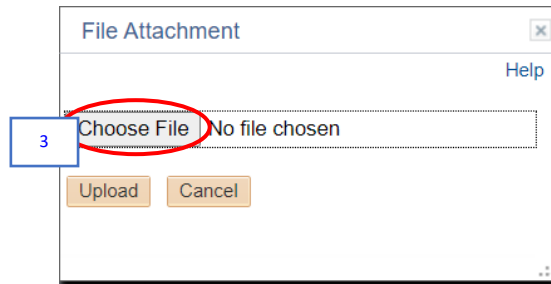 File Attachment
Help
3
Choose File No file chosen
Upload Cancel